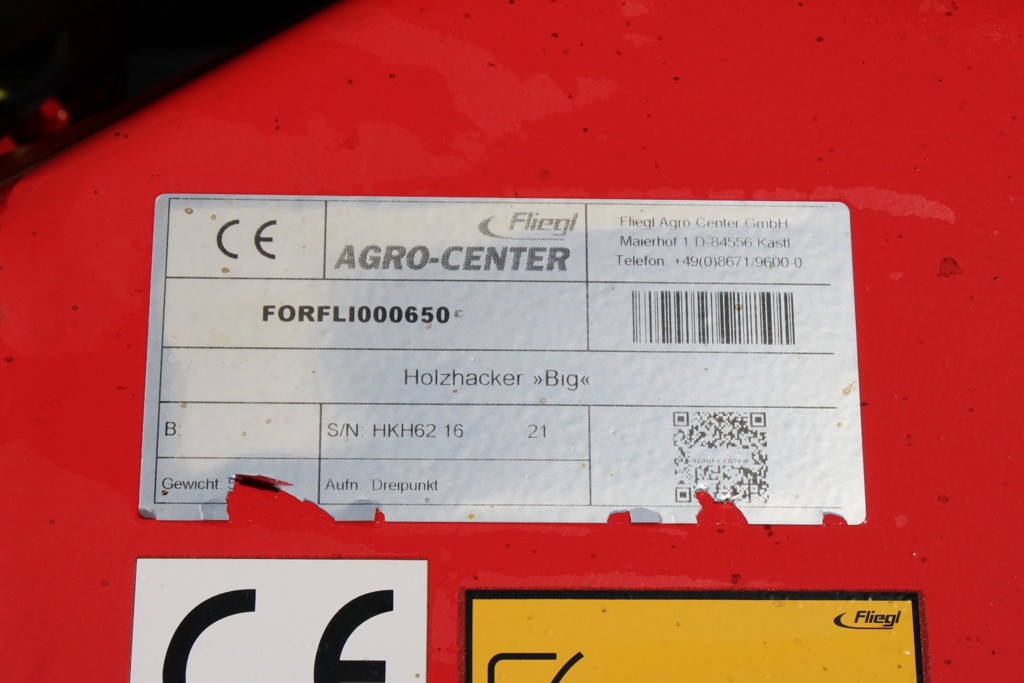 CE
Fliegl
AGRO-CENTER
Fliegl Agro-Center GmbH
Maierhof 1 D-84556 Kastl
Telefon: +49(0)8671/9600-0
FORFLI000650
Holzhacker »Big«
B:
S/N: HKH62 16 21
Gewicht: 5
Aufn. Dreipunkt
CE
Fliegl